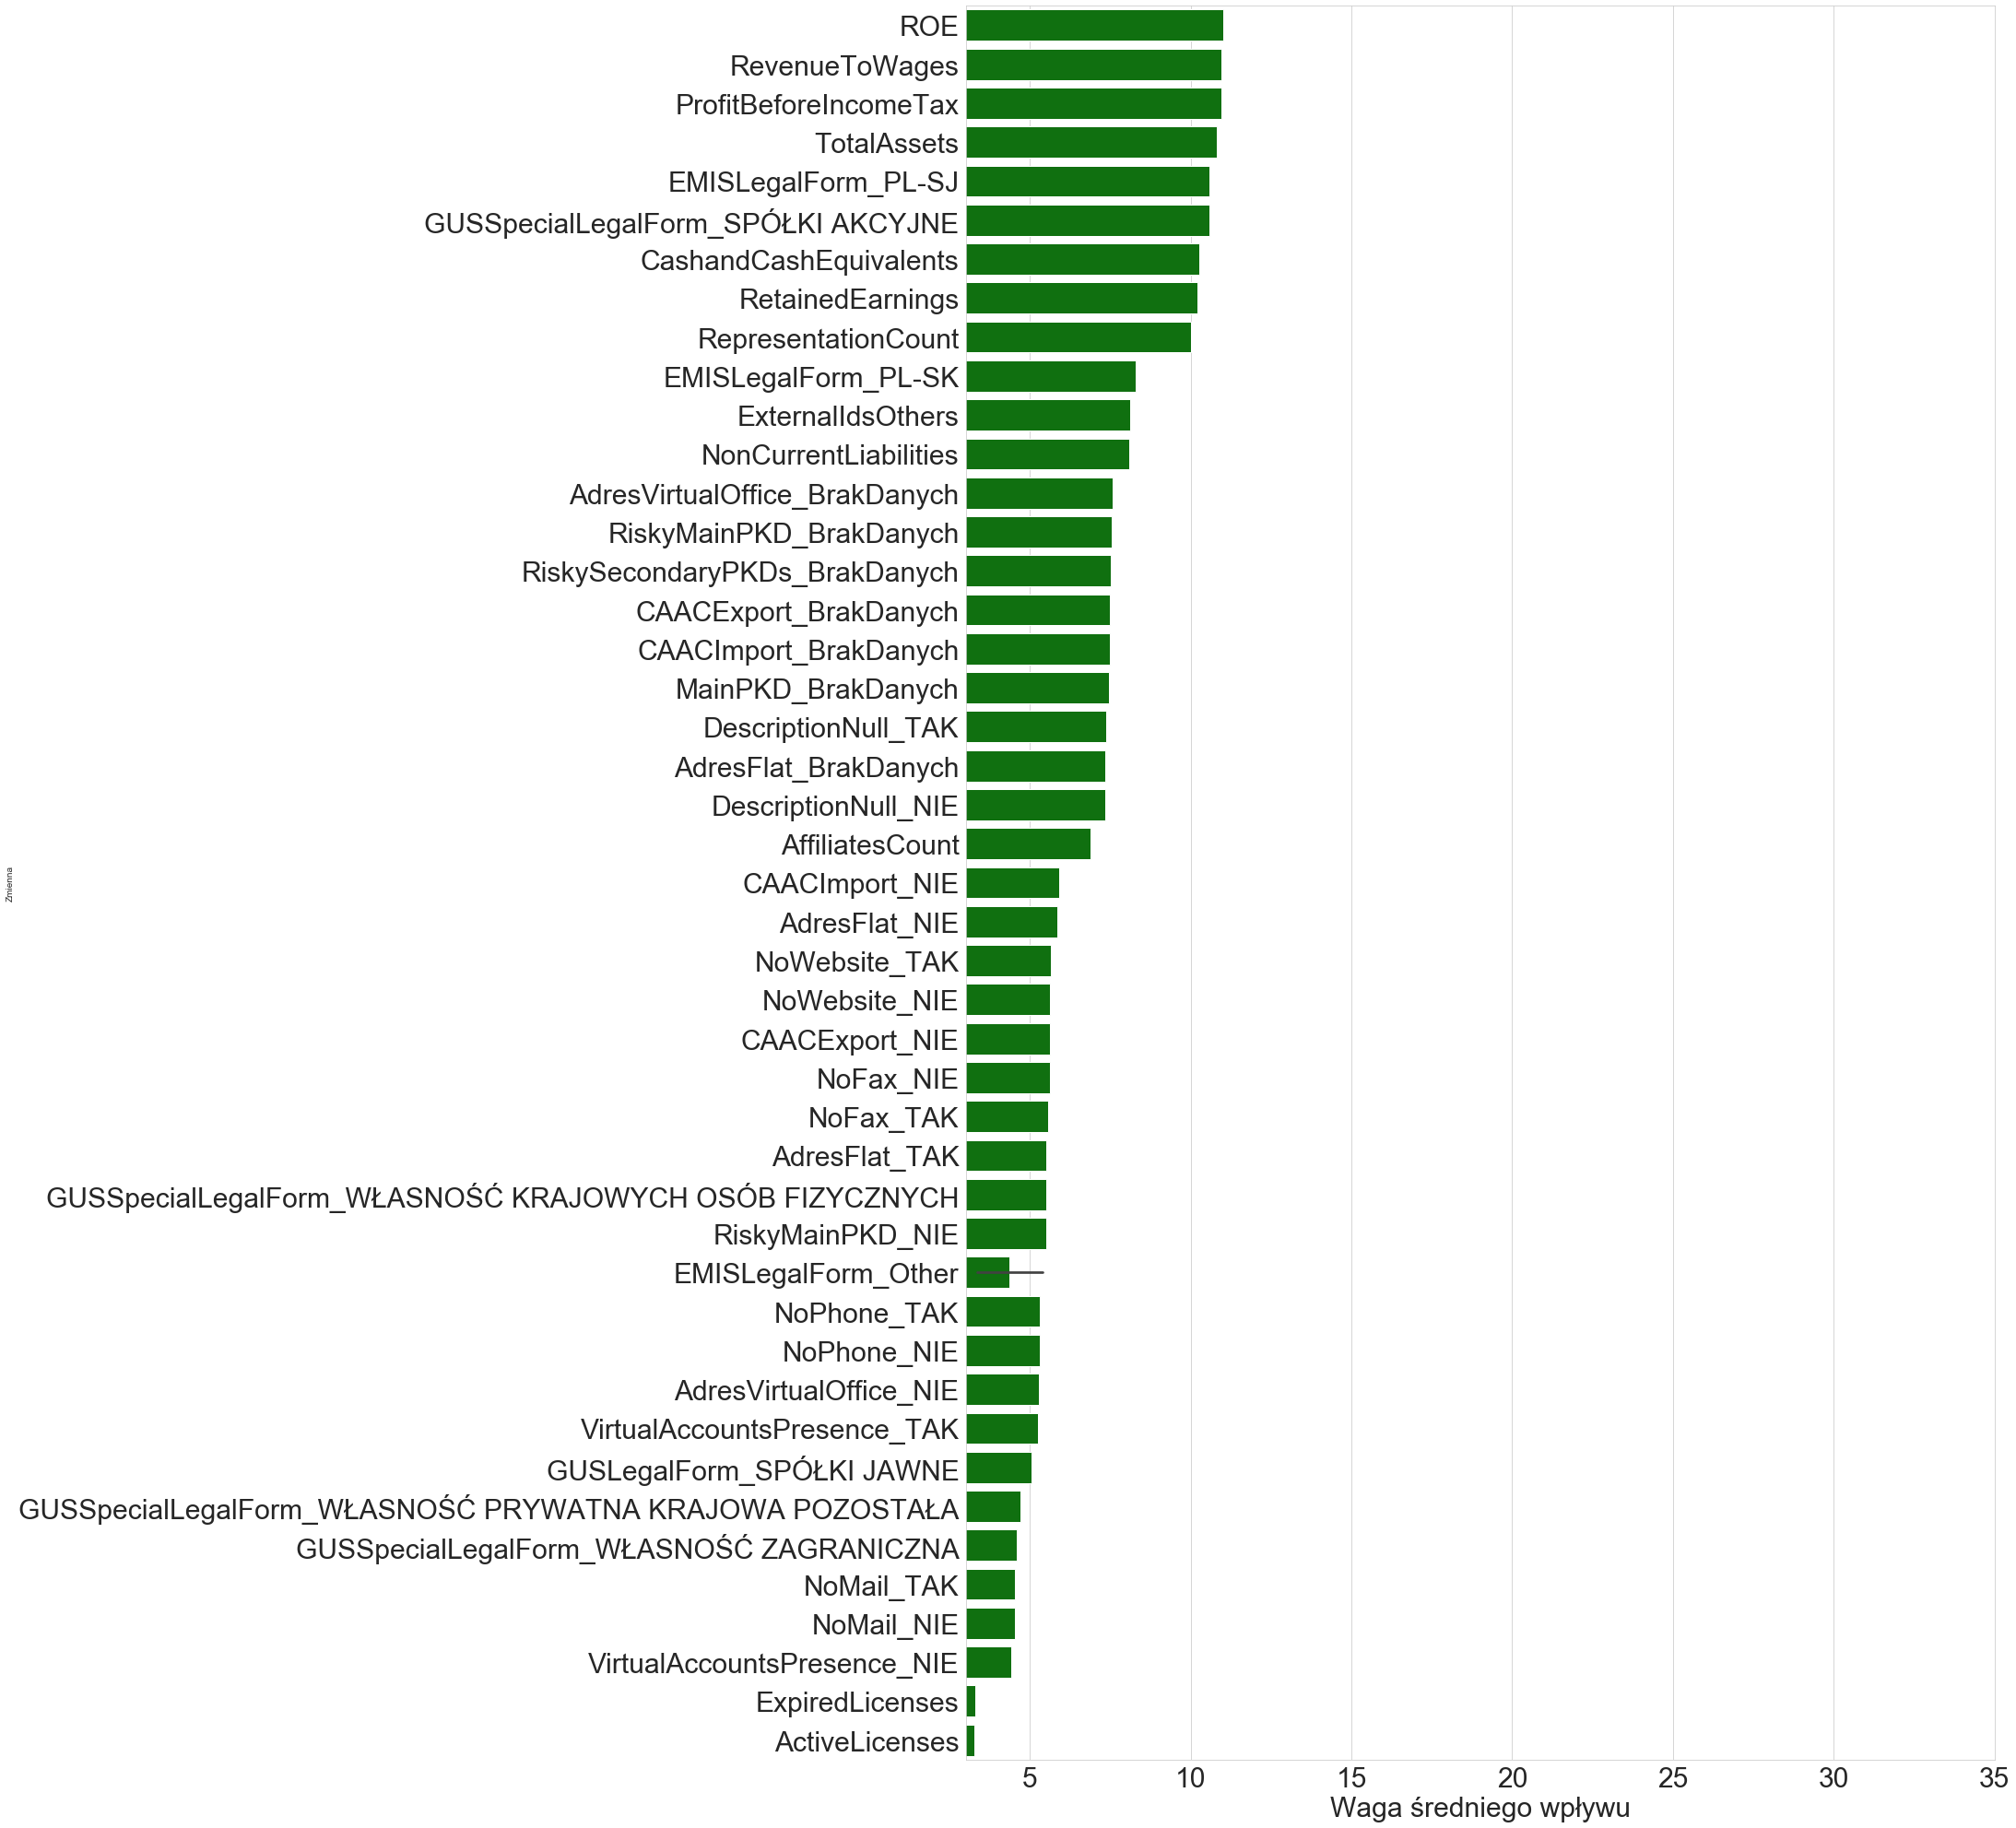 ROE
RevenueToWages
ProfitBeforeIncomeTax
TotalAssets
EMISLegalForm_PL-SJ
GUSSpecialLegalForm_SPÓŁKI AKCYJNE
CashandCashEquivalents
RetainedEarnings
RepresentationCount
EMISLegalForm_PL-SK
ExternalIdsOthers
NonCurrentLiabilities
AdresVirtualOffice_BrakDanych
RiskyMainPKD_BrakDanych
RiskySecondaryPKDs_BrakDanych
CAACExport_BrakDanych
CAACImport_BrakDanych
MainPKD_BrakDanych
DescriptionNull_TAK
AdresFlat_BrakDanych
DescriptionNull_NIE
AffiliatesCount
Zmienna
CAACImport_NIE
AdresFlat_NIE
NoWebsite_TAK
NoWebsite_NIE
CAACExport_NIE
NoFax_NIE
NoFax_TAK
AdresFlat_TAK
GUSSpecialLegalForm_WŁASNOŚĆ KRAJOWYCH OSÓB FIZYCZNYCH
RiskyMainPKD_NIE
EMISLegalForm_Other
NoPhone_TAK
NoPhone_NIE
AdresVirtualOffice_NIE
VirtualAccountsPresence_TAK
GUSLegalForm_SPÓŁKI JAWNE
GUSSpecialLegalForm_WŁASNOŚĆ PRYWATNA KRAJOWA POZOSTAŁA
GUSSpecialLegalForm_WŁASNOŚĆ ZAGRANICZNA
NoMail_TAK
NoMail_NIE
VirtualAccountsPresence_NIE
ExpiredLicenses
ActiveLicenses
5 10 15 20 25 30 35
Waga średniego wpływu